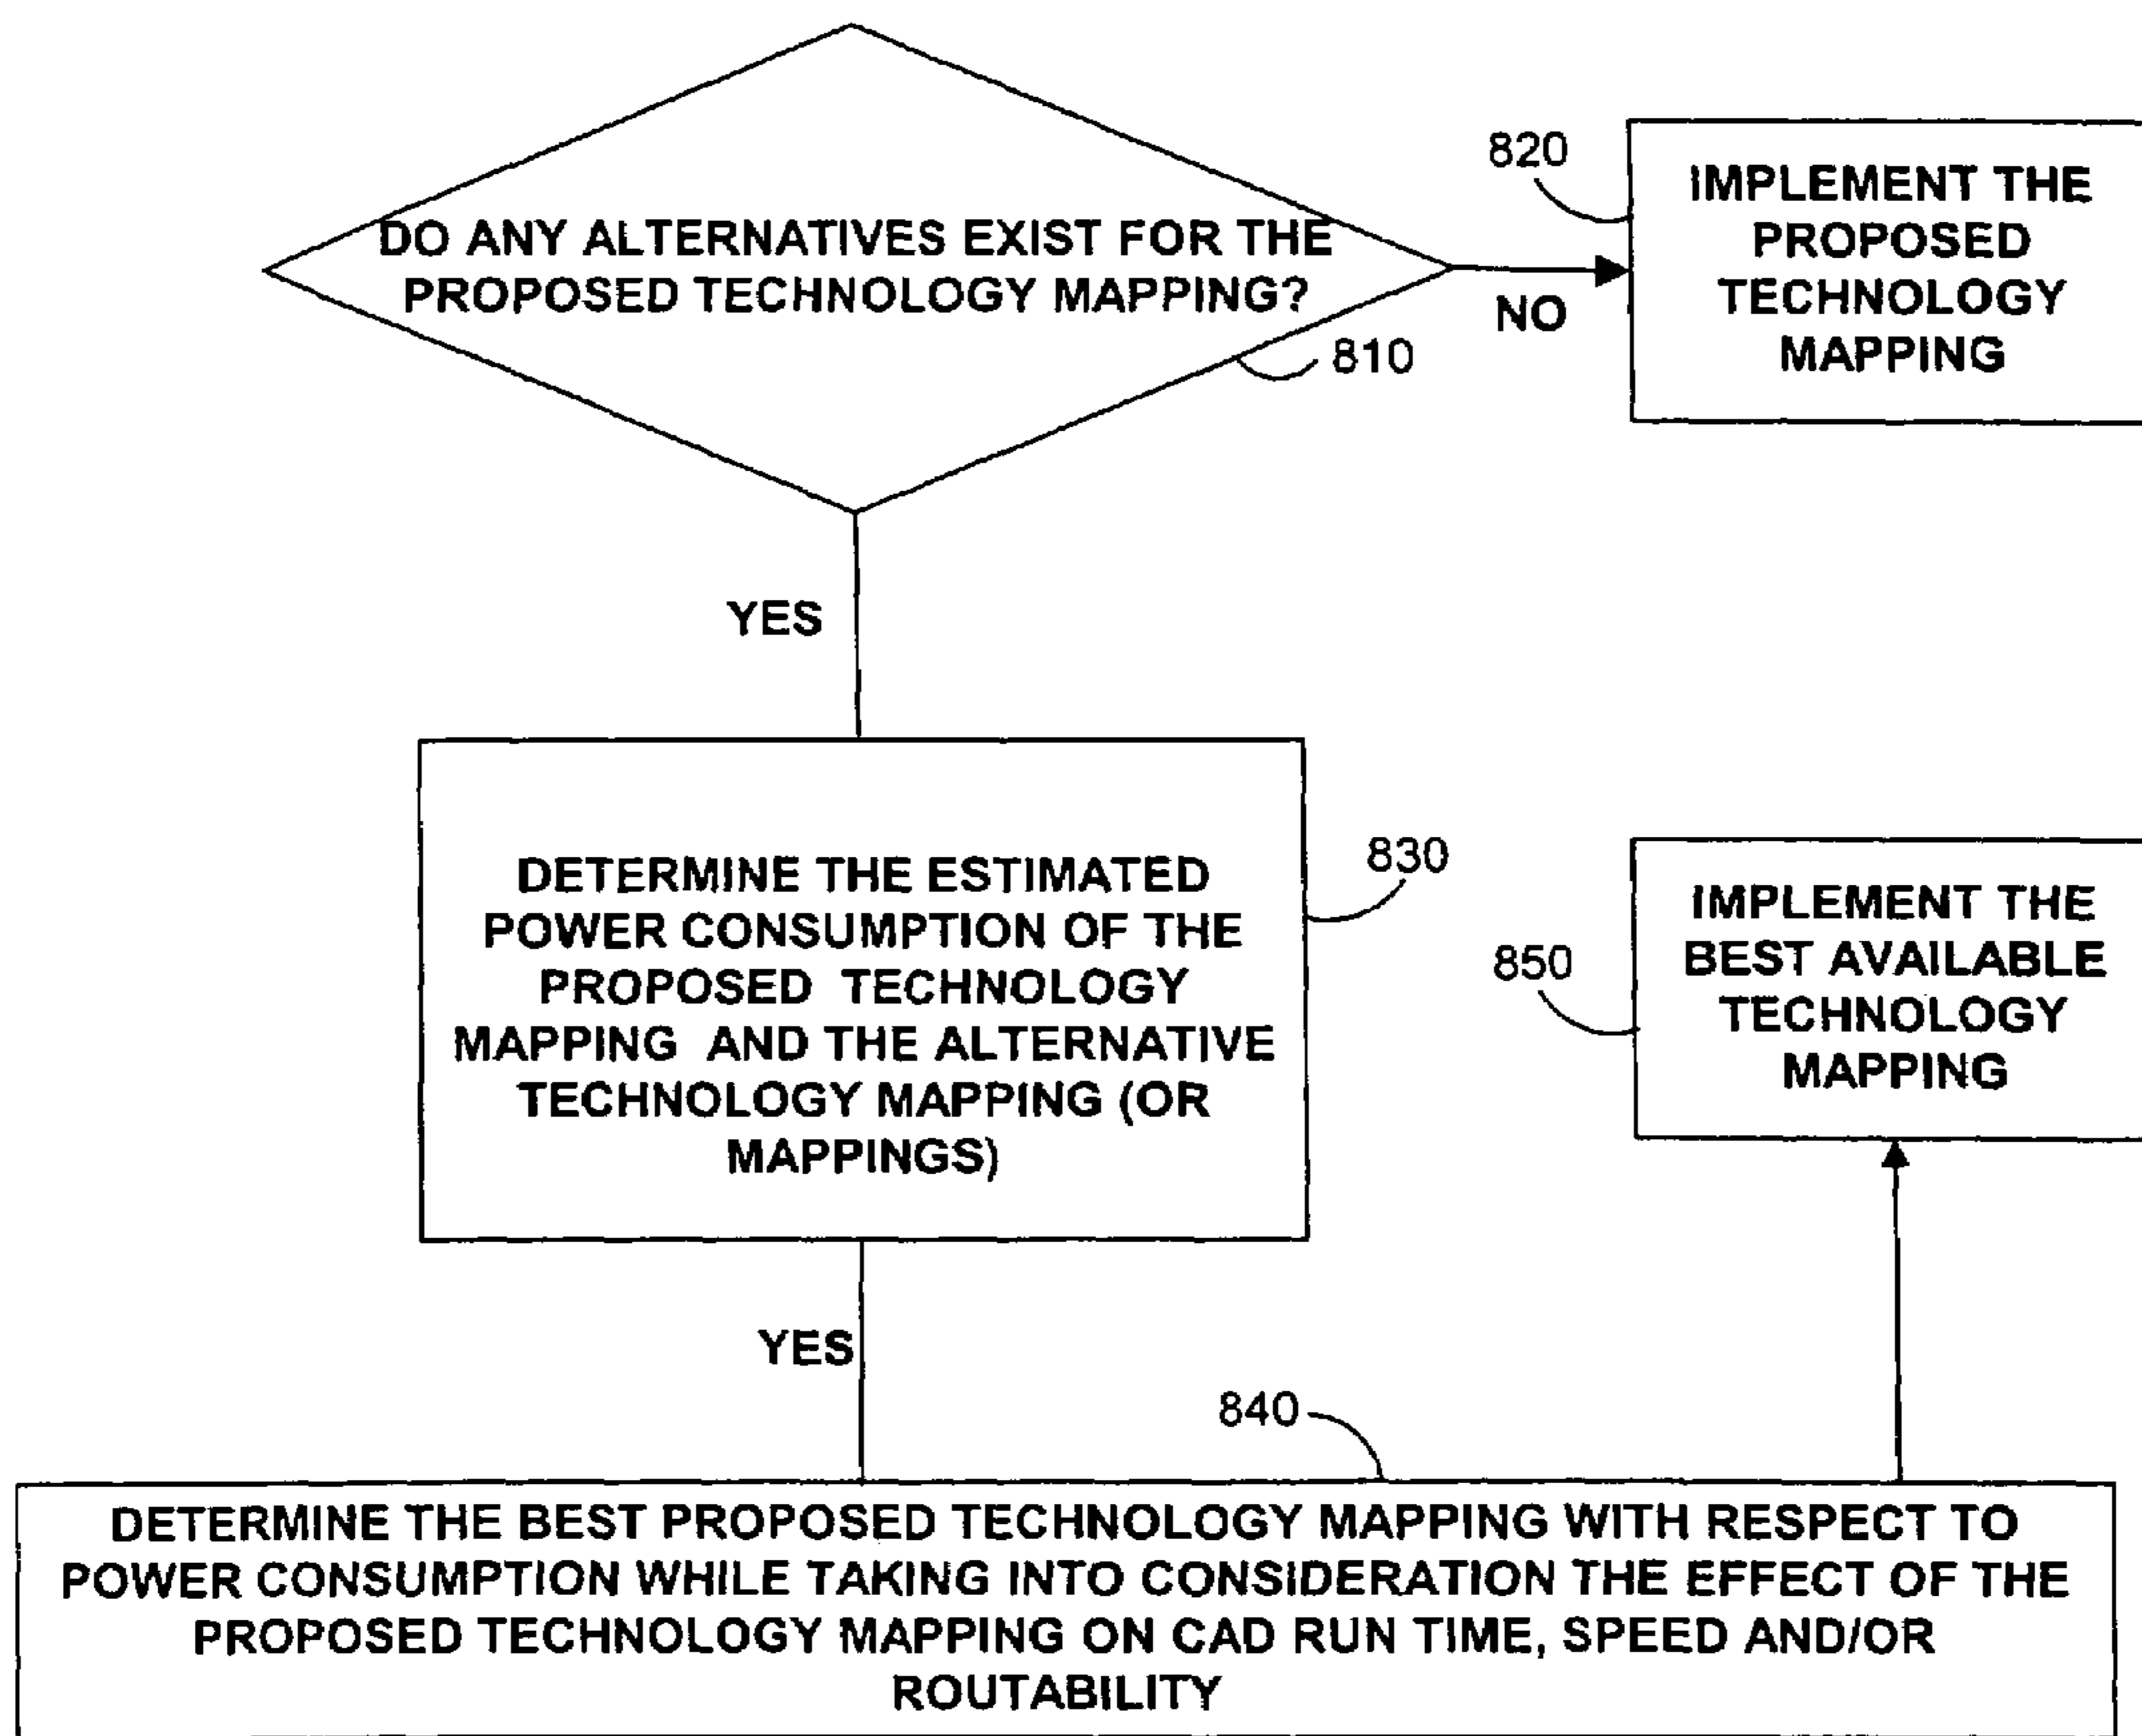 DO ANY ALTERNATIVES EXIST FOR THE
PROPOSED TECHNOLOGY MAPPING?
810
NO
820
IMPLEMENT THE
PROPOSED
TECHNOLOGY
MAPPING
YES
DETERMINE THE ESTIMATED
POWER CONSUMPTION OF THE
PROPOSED TECHNOLOGY
MAPPING AND THE ALTERNATIVE
TECHNOLOGY MAPPING (OR
MAPPINGS)
830
850
IMPLEMENT THE
BEST AVAILABLE
TECHNOLOGY
MAPPING
YES
840
DETERMINE THE BEST PROPOSED TECHNOLOGY MAPPING WITH RESPECT TO
POWER CONSUMPTION WHILE TAKING INTO CONSIDERATION THE EFFECT OF THE
PROPOSED TECHNOLOGY MAPPING ON CAD RUN TIME, SPEED AND/OR
ROUTABILITY